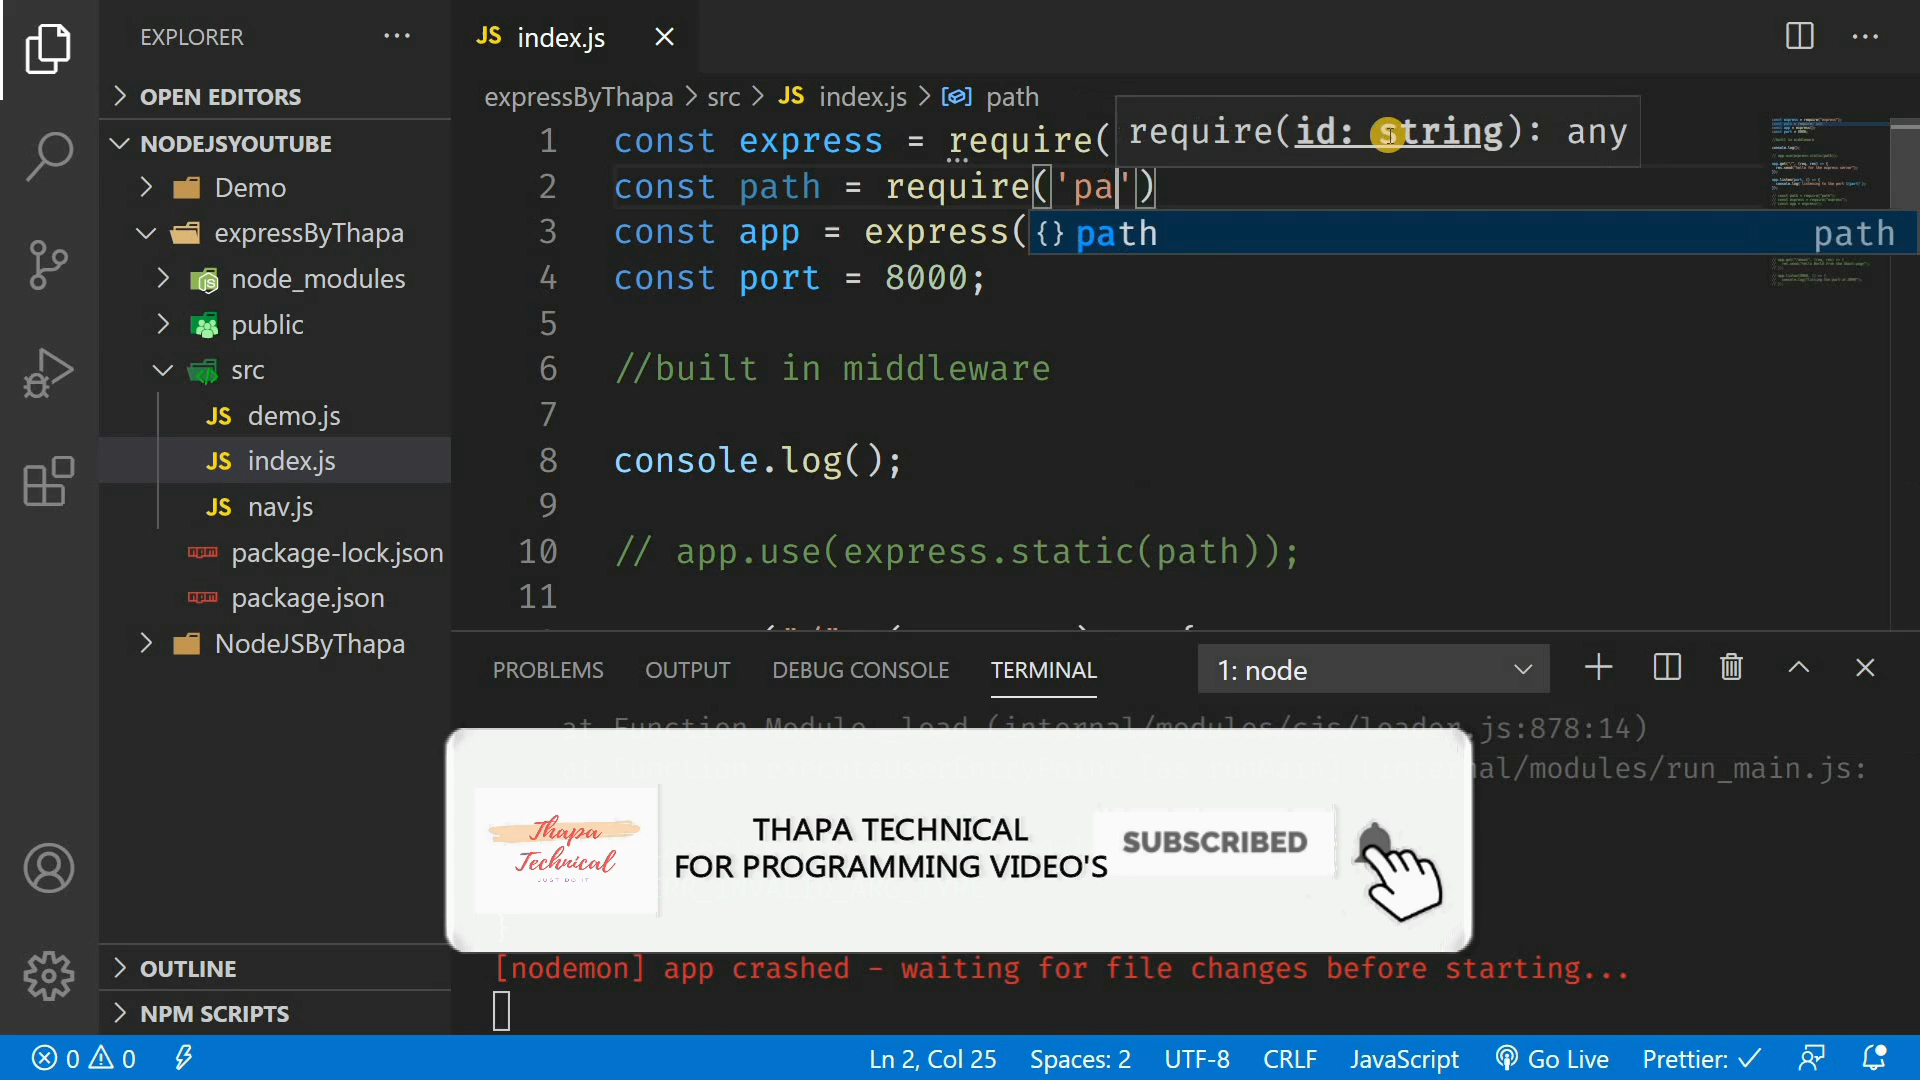 EXPLORER
OPEN EDITORS
NODEJSYOUTUBE
Demo
expressByThapa
node_modules
public
src
JS demo.js
JS index.js
JS nav.js
package-lock.json
package.json
NodeJSByThapa
OUTLINE
NPM SCRIPTS
JS index.js
expressByThapa > src > JS index.js > path
1 const express = require(
require(id: string): any
2 const path = require('pa')
3 const app = express(
{} path path
4 const port = 8000;
5
6 //built in middleware
7
8 console.log();
9
10 // app.use(express.static(path));
11
PROBLEMS OUTPUT DEBUG CONSOLE TERMINAL 1: node
at Function.Module._load (internal/modules/cjs/loader.js:878:14)
al/modules/run_main.js:
Thapa
Technical
JUST DO IT
THAPA TECHNICAL
FOR PROGRAMMING VIDEO'S
SUBSCRIBED
[nodemon] app crashed - waiting for file changes before starting...
0 0 Ln 2, Col 25 Spaces: 2 UTF-8 CRLF JavaScript Go Live Prettier: ✓